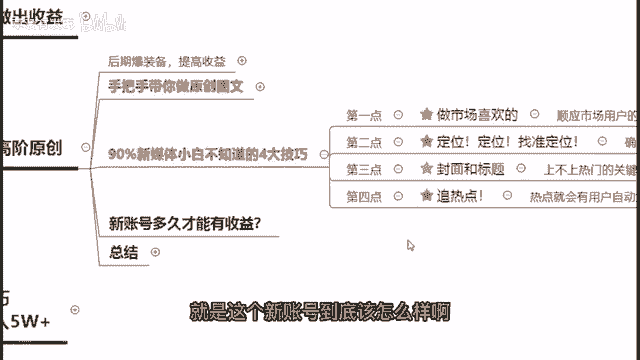 做出收益
后期爆装备，提高收益
手把手带你做原创图文
高阶原创
90%新媒体小白不知道的4大技巧
第一点 做市场喜欢的 顺应市场用户的
第二点 定位！定位！找准定位！ 确
第三点 封面和标题 上不上热门的关键
第四点 追热点！ 热点就会有用户自动
新账号多久才能有收益？
总结
5W+
就是这个新账号到底该怎么样啊